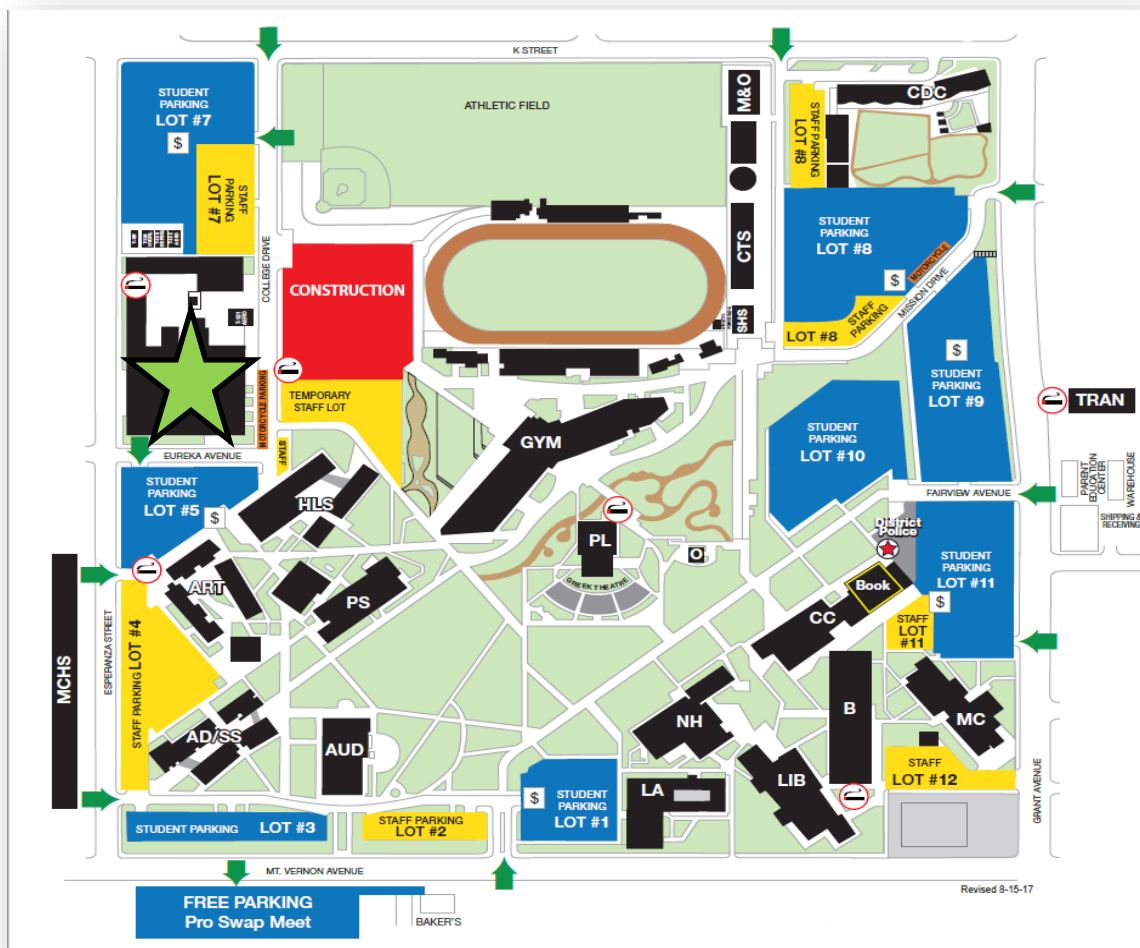 K STREET
STUDENT
PARKING
LOT #7
$
STAFF
PARKING
LOT #7
ATHLETIC FIELD
M&O
STAFF PARKING
LOT #8
CDC
COLLEGE DRIVE
CONSTRUCTION
CTS
SHS
STUDENT
PARKING
LOT #8
$
MOTORCYCLE
MISSION DRIVE
STAFF
PARKING
LOT #8
$
STUDENT
PARKING
LOT #9
TRAN
TEMPORARY
STAFF LOT
MOTORCYCLE PARKING
STAFF
EUREKA AVENUE
GYM
STUDENT
PARKING
LOT #10
STUDENT
PARKING
LOT #5
$
HLS
FAIRVIEW AVENUE
PARENT
EDUCTION
CENTER
WAREHOUSE
SHIPPING &
RECEIVING
PL
GREEK THEATRE
O
District
Police
Book
STUDENT
PARKING
LOT #11
$
ART
PS
CC
STAFF
LOT
#11
MCHS
ESPERANZA STREET
STAFF PARKING LOT #4
AD/SS
AUD
NH
B
MC
LIB
LA
STAFF
LOT #12
GRANT AVENUE
$
STUDENT
PARKING
LOT #1
STUDENT PARKING LOT #3
STAFF PARKING
LOT #2
MT. VERNON AVENUE
Revised 8-15-17
FREE PARKING
Pro Swap Meet
BAKER'S